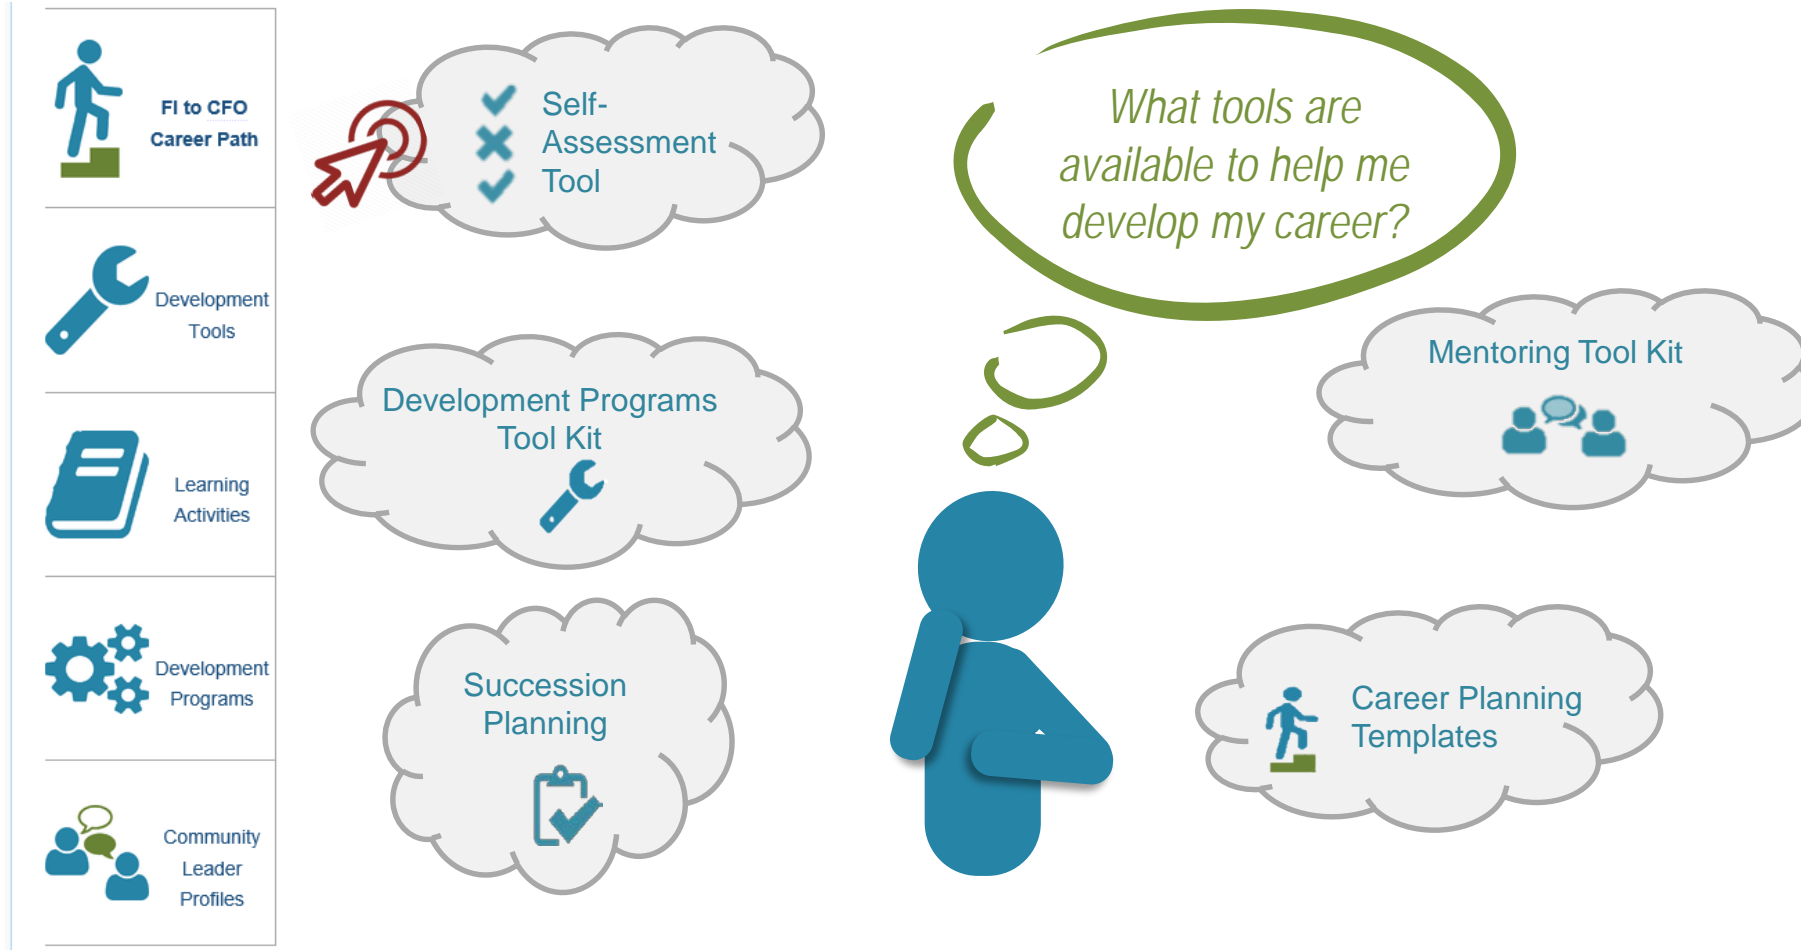 FI to CFO
Career Path
Development
Tools
Learning
Activities
Development
Programs
Community
Leader
Profiles
Self-
Assessment
Tool
Development Programs
Tool Kit
Succession
Planning
What tools are
available to help me
develop my career?
Mentoring Tool Kit
Career Planning
Templates